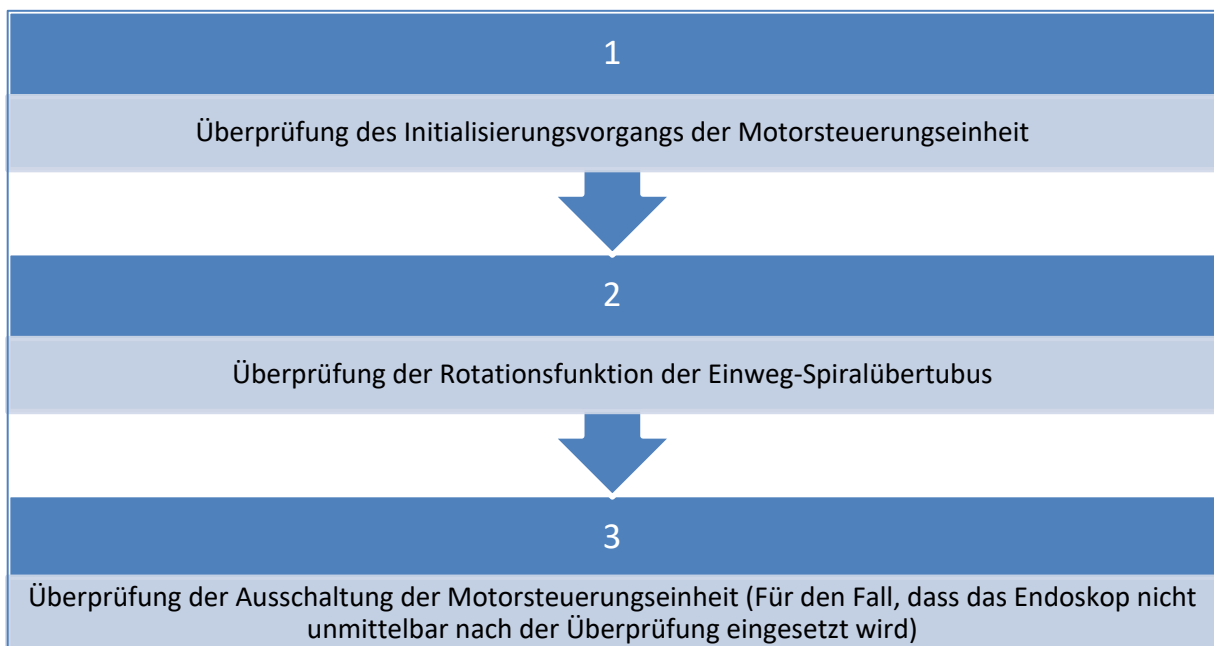 1
Überprüfung des Initialisierungsvorgangs der Motorsteuerungseinheit
2
Überprüfung der Rotationsfunktion der Einweg-Spiralübertubus
3
Überprüfung der Ausschaltung der Motorsteuerungseinheit (Für den Fall, dass das Endoskop nicht
unmittelbar nach der Überprüfung eingesetzt wird)